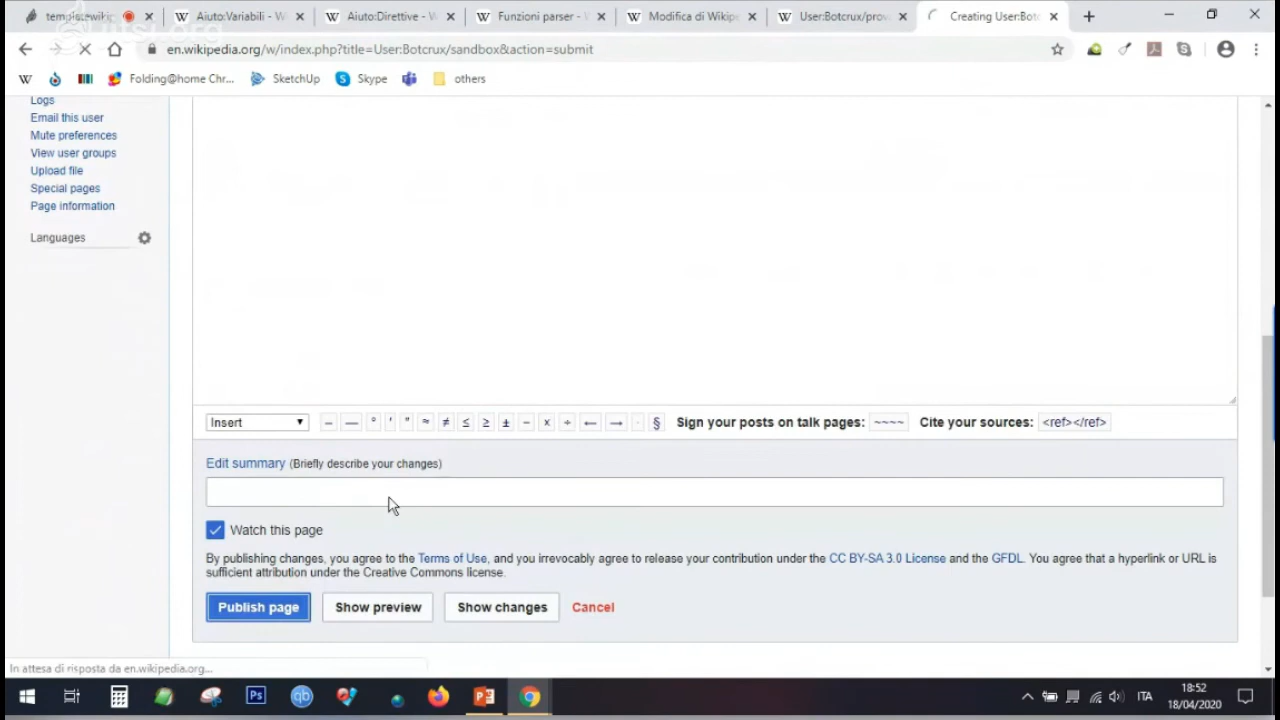 Aiuto:Variabili - W
Aiuto:Direttive - W
Funzioni parser - W
Modifica di Wikip
User:Botcrux/prov
Creating User:Bot
en.wikipedia.org/w/index.php?title=User:Botcrux/sandbox&action=submit
Folding@home Chr...
SketchUp
Skype
others
Logs
Email this user
Mute preferences
View user groups
Upload file
Special pages
Page information
Languages
Insert
– — ° ′ ″ ≈ ≠ ≤ ≥ ± − × ÷ ← → · §
Sign your posts on talk pages: ~~~~
Cite your sources: <ref></ref>
Edit summary (Briefly describe your changes)
Watch this page
By publishing changes, you agree to the Terms of Use, and you irrevocably agree to release your contribution under the CC BY-SA 3.0 License and the GFDL. You agree that a hyperlink or URL is
sufficient attribution under the Creative Commons license.
Publish page
Show preview
Show changes
Cancel
In attesa di risposta da en.wikipedia.org...
ITA
18:52
18/04/2020